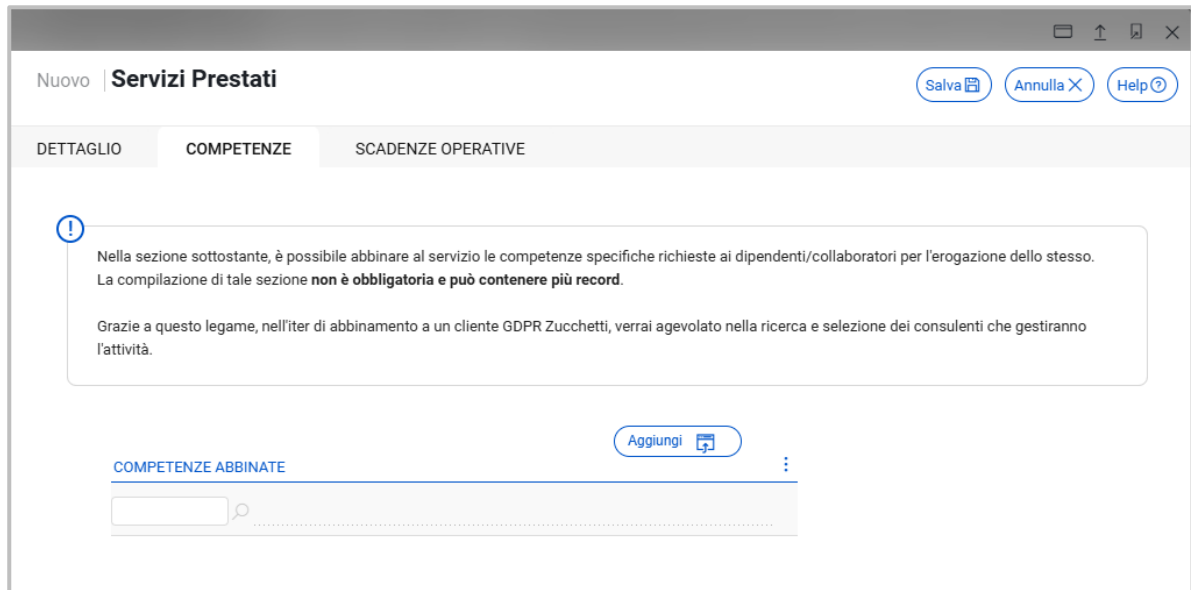 Nuovo | Servizi Prestati
Salva
Annulla
Help
DETTAGLIO
COMPETENZE
SCADENZE OPERATIVE
Nella sezione sottostante, è possibile abbinare al servizio le competenze specifiche richieste ai dipendenti/collaboratori per l'erogazione dello stesso.
La compilazione di tale sezione non è obbligatoria e può contenere più record.
Grazie a questo legame, nell'iter di abbinamento a un cliente GDPR Zucchetti, verrai agevolato nella ricerca e selezione dei consulenti che gestiranno
l'attività.
Aggiungi
COMPETENZE ABBINATE